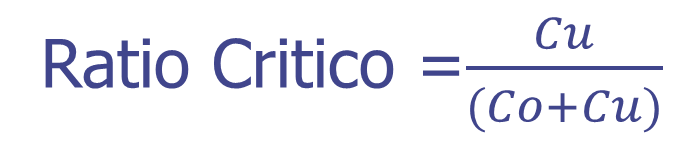 Ratio Critico = Cu / (Co+Cu)